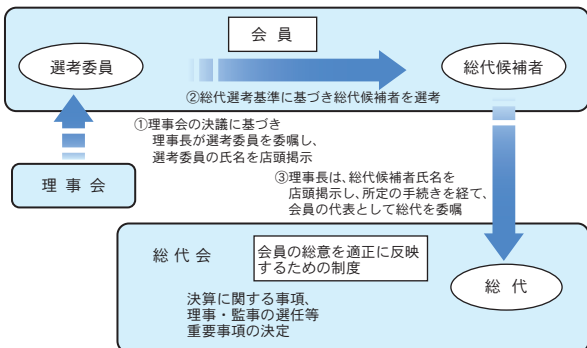 会 員
選考委員
総代候補者
②総代選考基準に基づき総代候補者を選考
①理事会の決議に基づき
理事長が選考委員を委嘱し、
選考委員の氏名を店頭掲示
理 事 会
③理事長は、総代候補者氏名を
店頭掲示し、所定の手続きを経て、
会員の代表として総代を委嘱
総 代 会
会員の総意を適正に反映
するための制度
総 代
決算に関する事項、
理事・監事の選任等
重要事項の決定